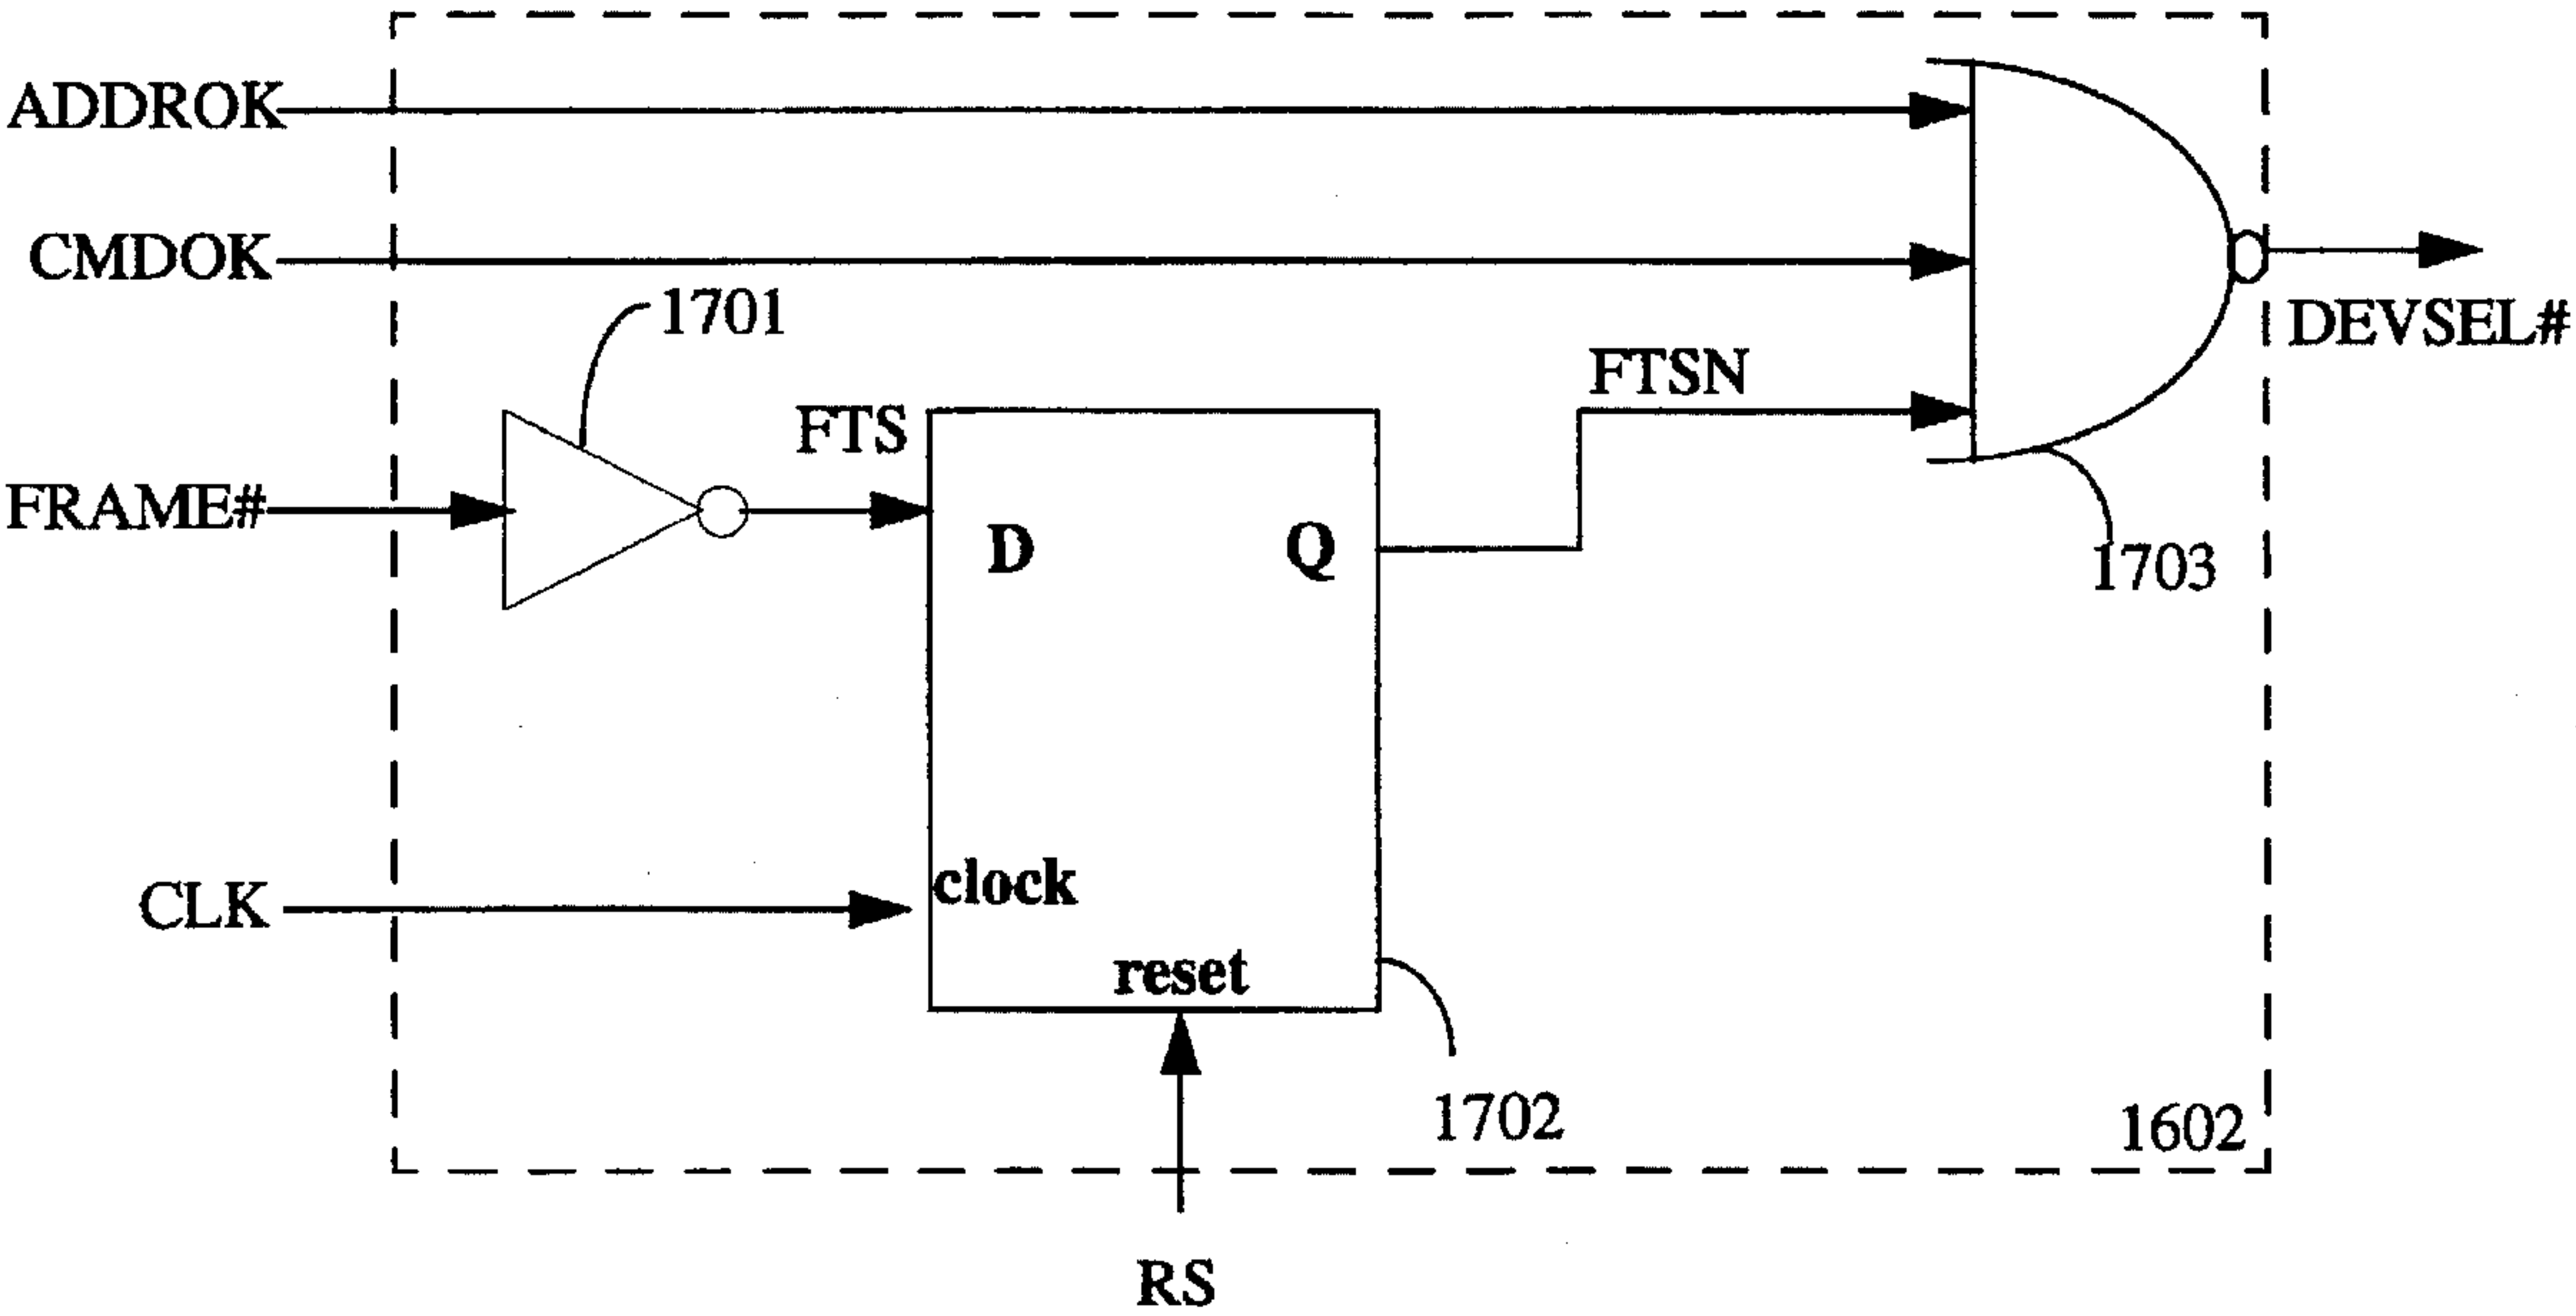 ADDROK
CMDOK
1701
DEVSEL#
FTSN
FTS
FRAME#
D
Q
1703
CLK
clock
reset
1702
1602
RS